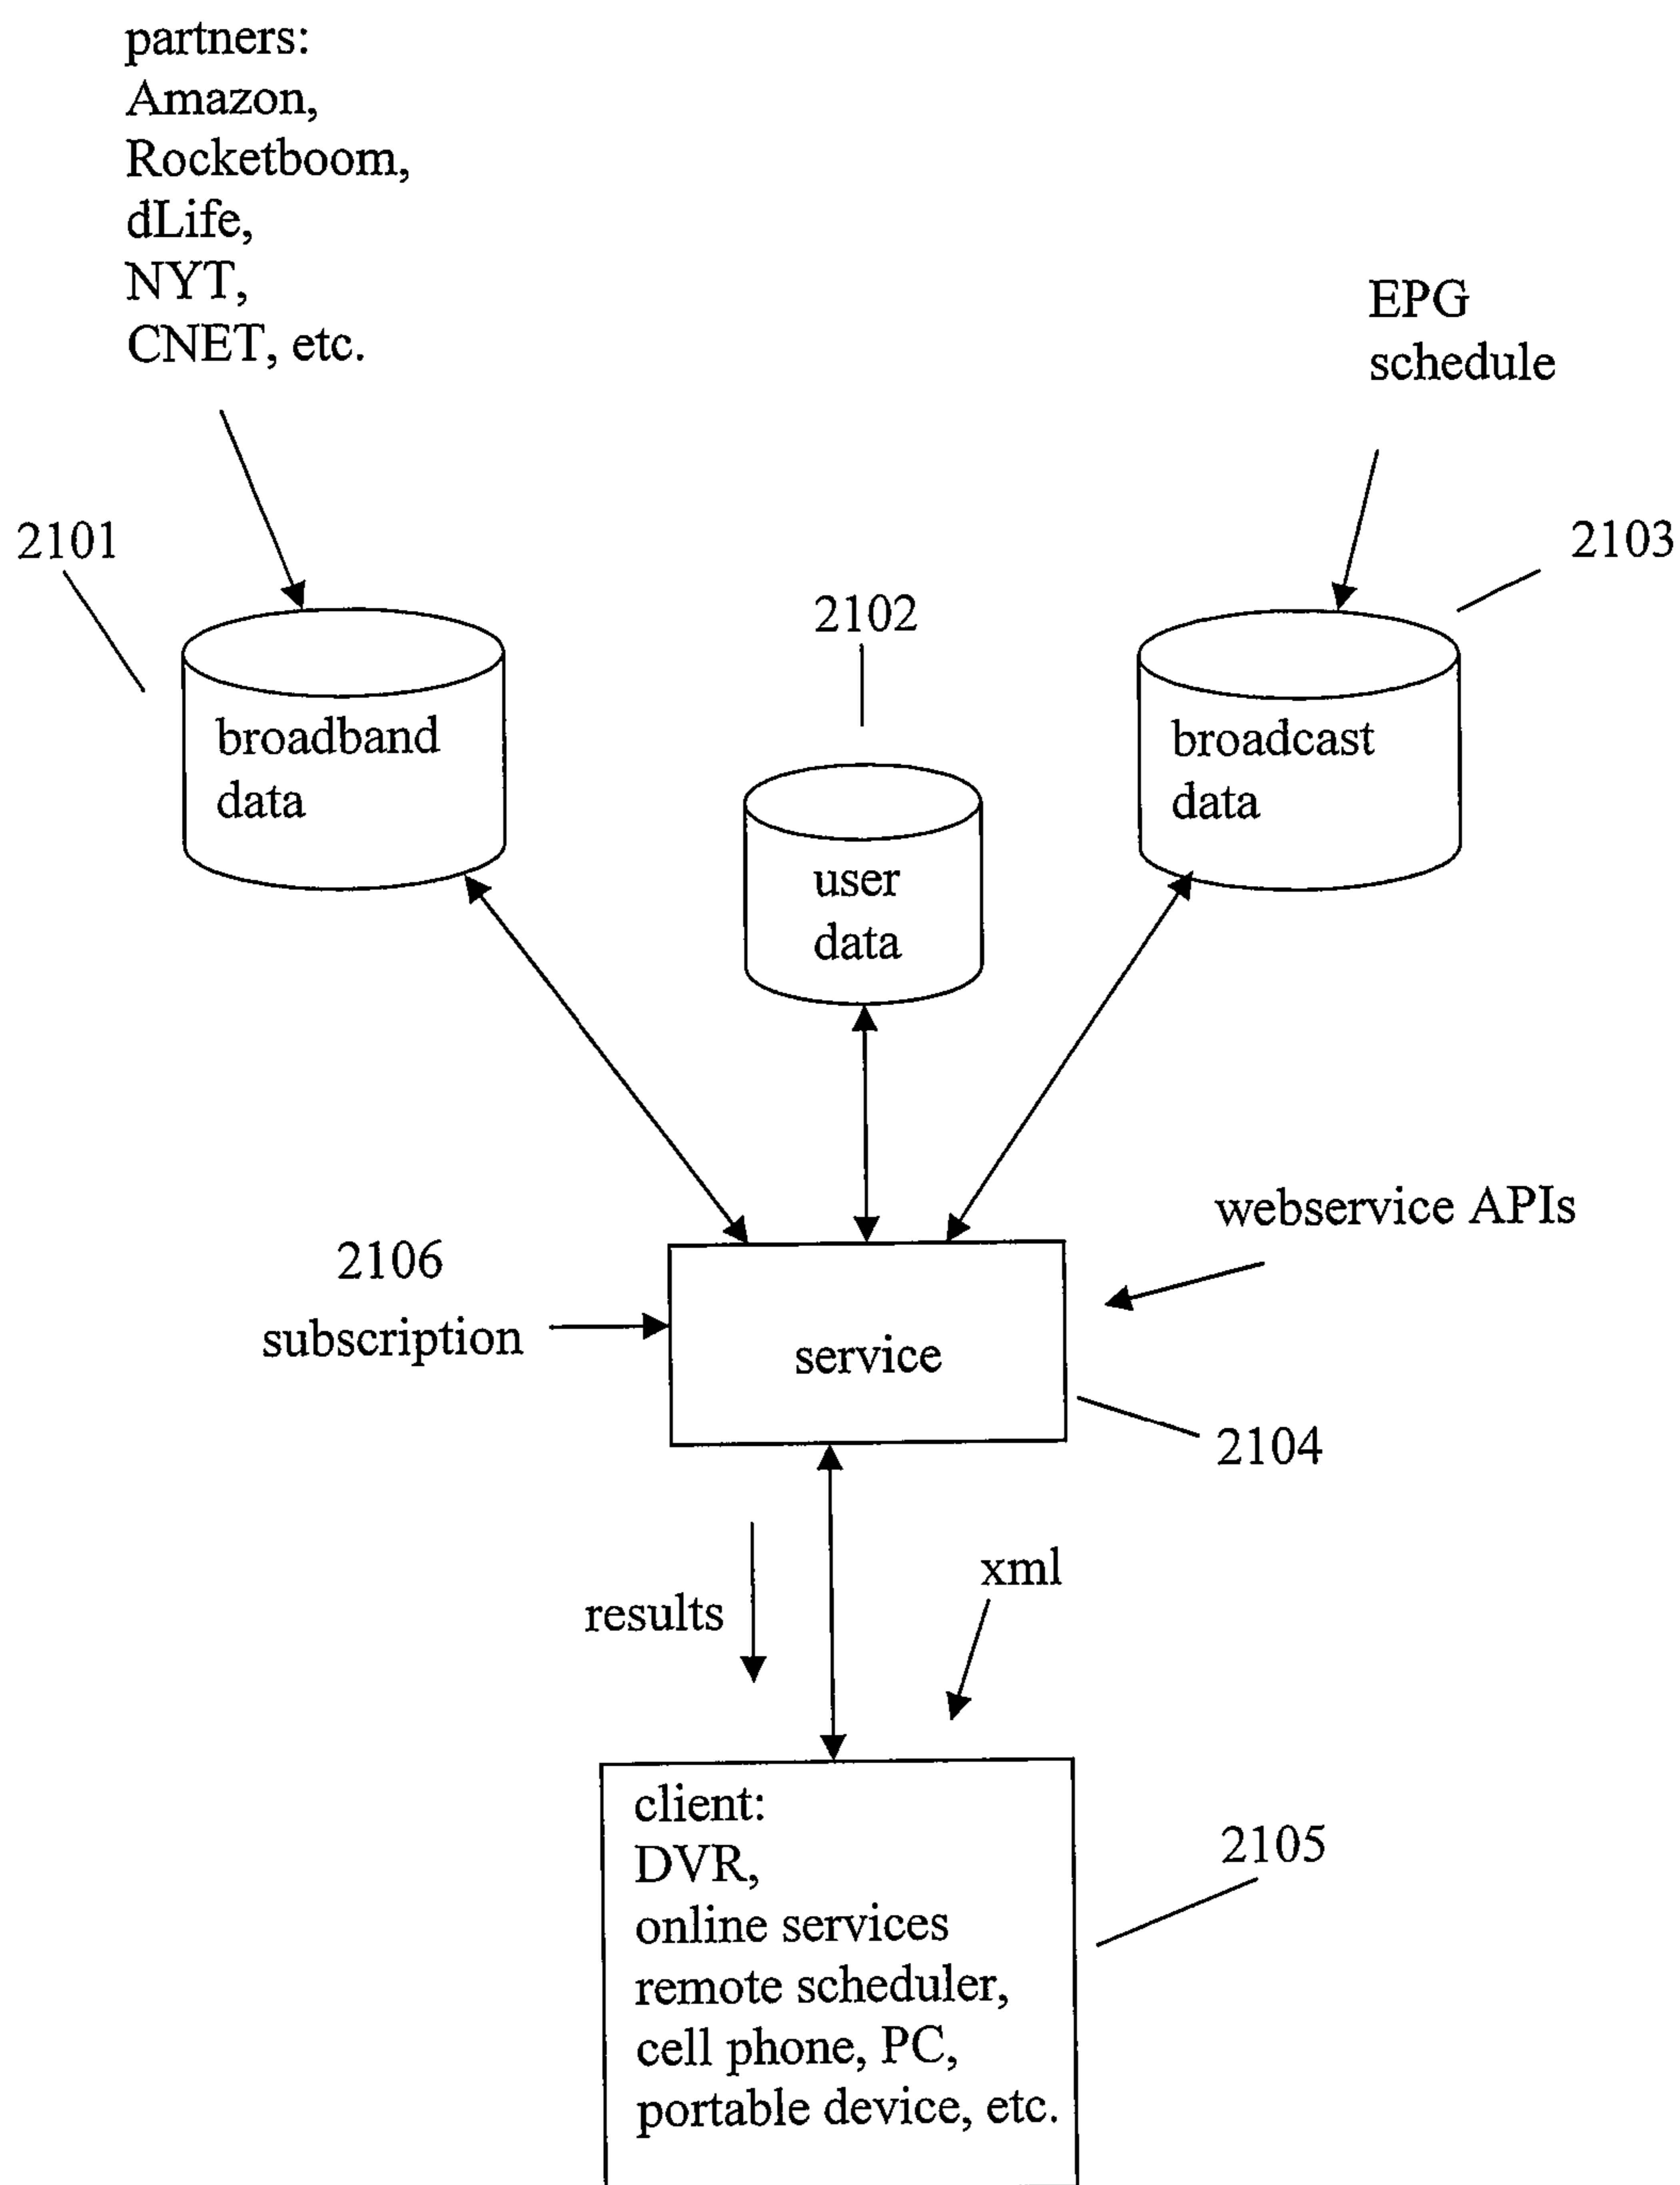 partners:
Amazon,
Rocketboom,
dLife,
NYT,
CNET, etc.
EPG
schedule
2101
2103
2102
broadband
data
broadcast
data
user
data
webservice APIs
2106
subscription
service
2104
xml
results
client:
DVR,
online services
remote scheduler,
cell phone, PC,
portable device, etc.
2105